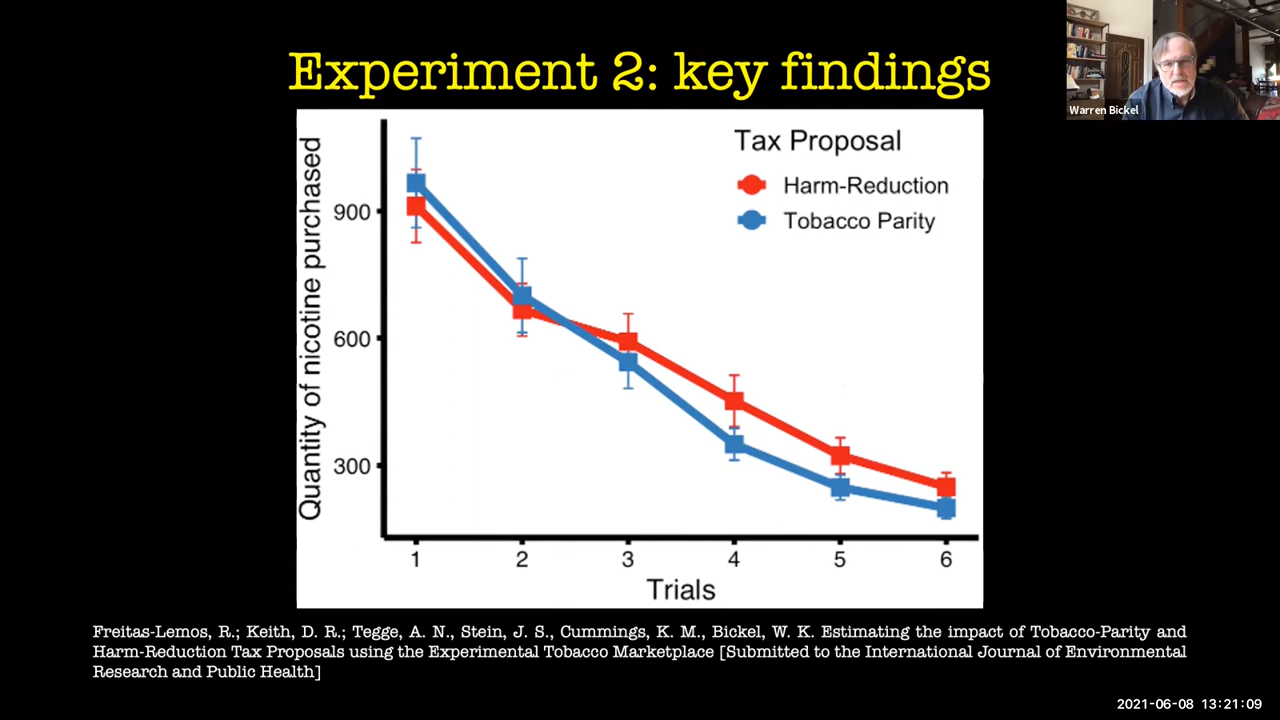 Experiment 2: key findings
Warren Bickel
Tax Proposal
Harm-Reduction
Tobacco Parity
Quantity of nicotine purchased
900
600
300
1 2 3 4 5 6
Trials
Freitas-Lemos, R.; Keith, D. R.; Tegge, A. N., Stein, J. S., Cummings, K. M., Bickel, W. K. Estimating the impact of Tobacco-Parity and
Harm-Reduction Tax Proposals using the Experimental Tobacco Marketplace [Submitted to the International Journal of Environmental
Research and Public Health]
2021-06-08 13:21:09